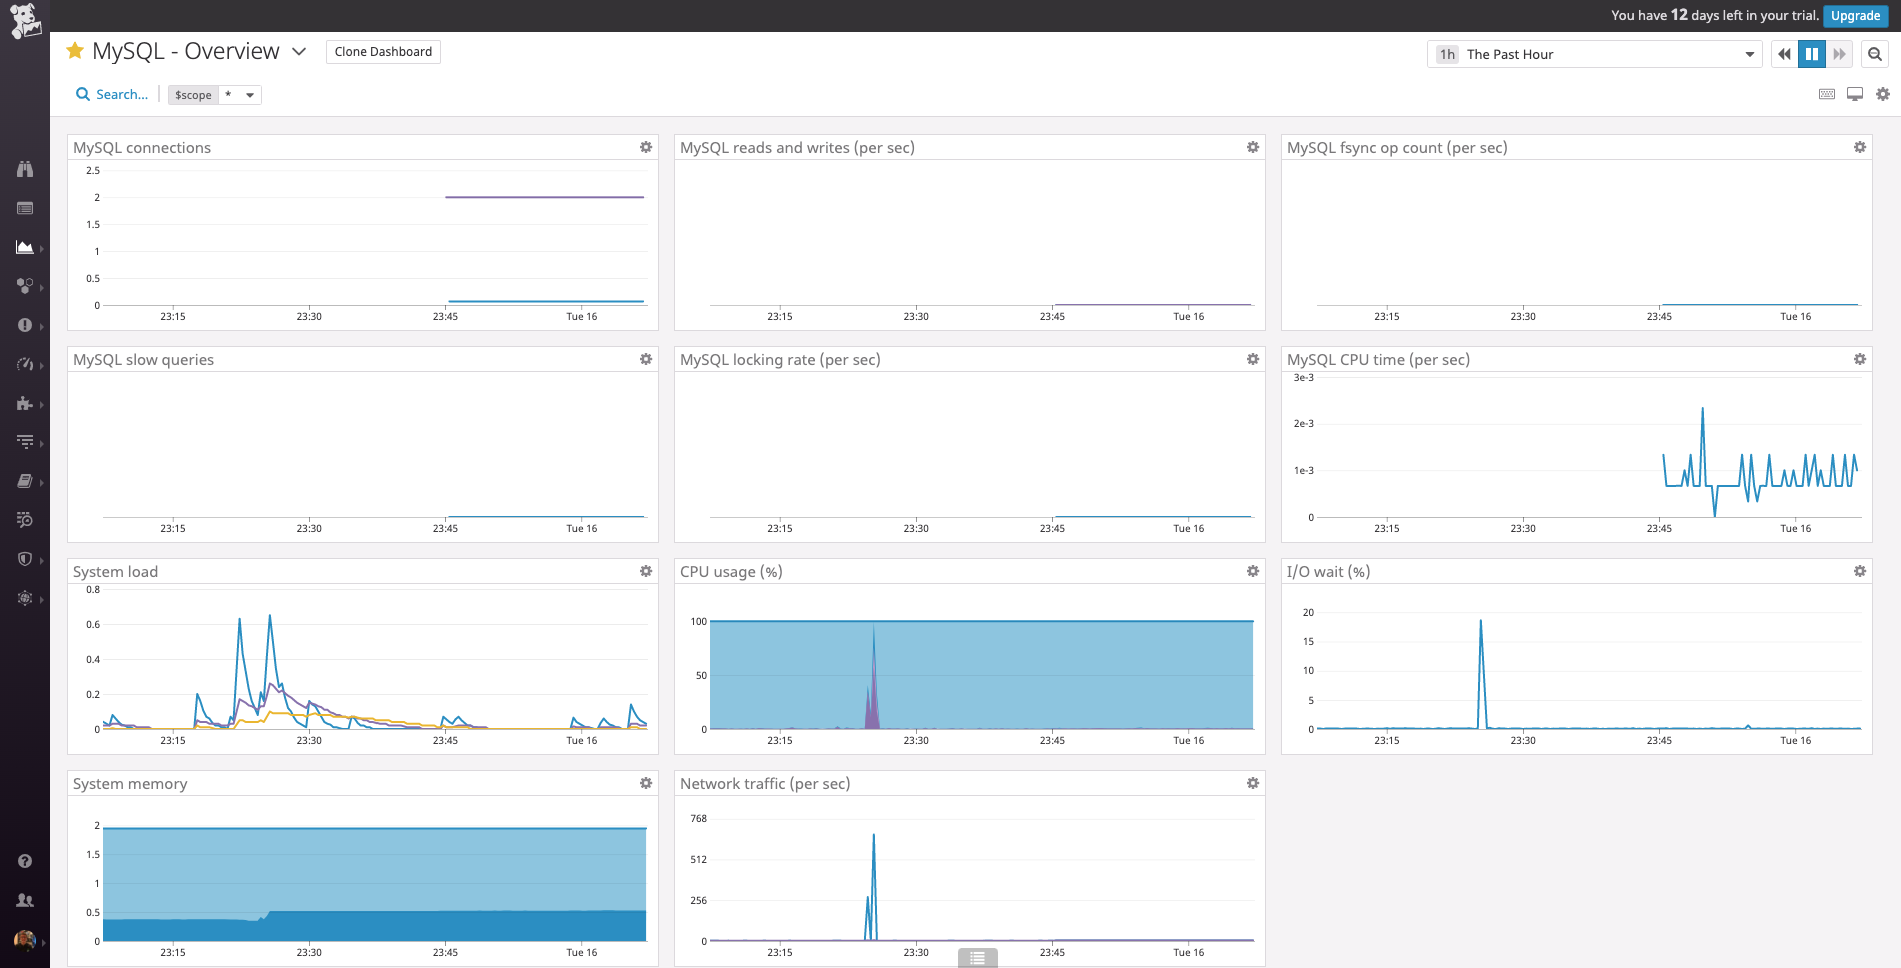 You have 12 days left in your trial. Upgrade
MySQL - Overview Clone Dashboard
1h The Past Hour
Search... $scope *
MySQL connections
2.5
2
1.5
1
0.5
0
23:15 23:30 23:45 Tue 16
MySQL reads and writes (per sec)
23:15 23:30 23:45 Tue 16
MySQL fsync op count (per sec)
23:15 23:30 23:45 Tue 16
MySQL slow queries
23:15 23:30 23:45 Tue 16
MySQL locking rate (per sec)
23:15 23:30 23:45 Tue 16
MySQL CPU time (per sec)
3e-3
2e-3
1e-3
0
23:15 23:30 23:45 Tue 16
System load
0.8
0.6
0.4
0.2
0
23:15 23:30 23:45 Tue 16
CPU usage (%)
100
50
0
23:15 23:30 23:45 Tue 16
I/O wait (%)
20
15
10
5
0
23:15 23:30 23:45 Tue 16
System memory
2
1.5
1
0.5
0
23:15 23:30 23:45 Tue 16
Network traffic (per sec)
768
512
256
0
23:15 23:30 23:45 Tue 16